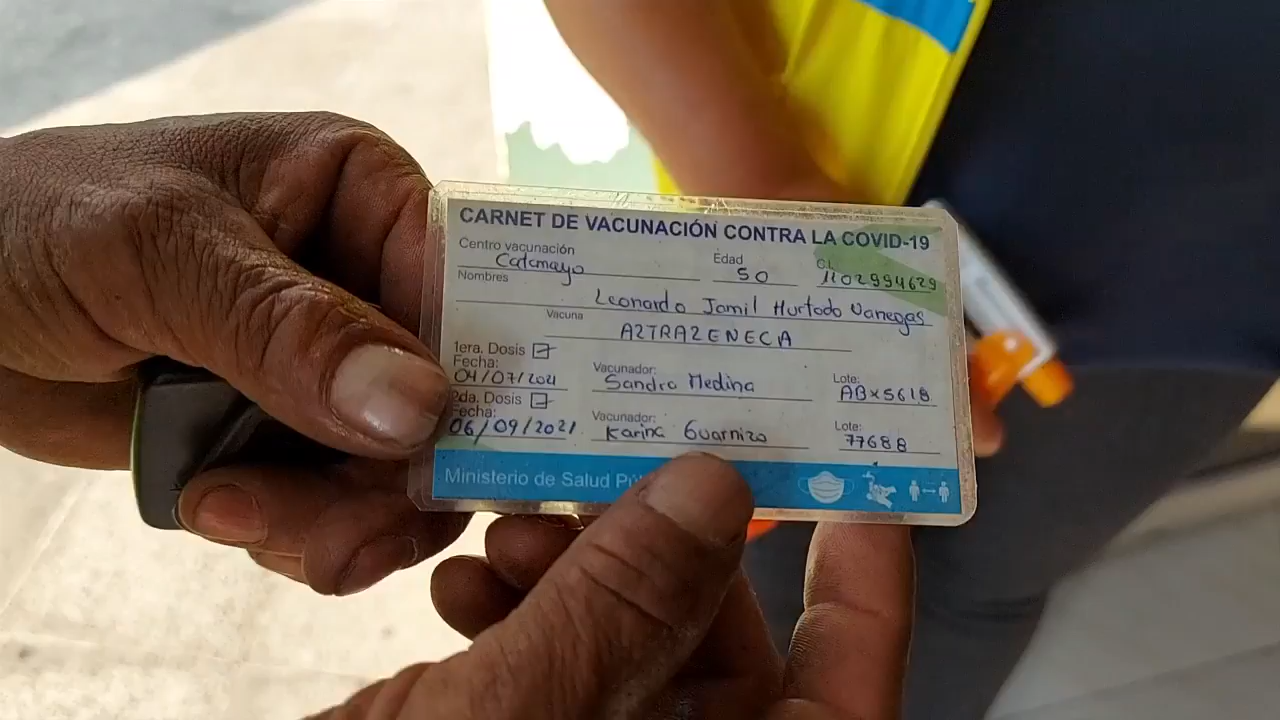 CARNET DE VACUNACIÓN CONTRA LA COVID-19
Centro vacunación Catamayo Edad 50 C.I. 1102994629
Nombres Leonardo Jamil Hurtado Vanegas
Vacuna AZTRAZENECA
1era. Dosis
Fecha: 04/07/2021 Vacunador: Sandra Medina Lote: ABX5618
2da. Dosis
Fecha: 06/09/2021 Vacunador: Karina Guarnizo Lote: 77688
Ministerio de Salud